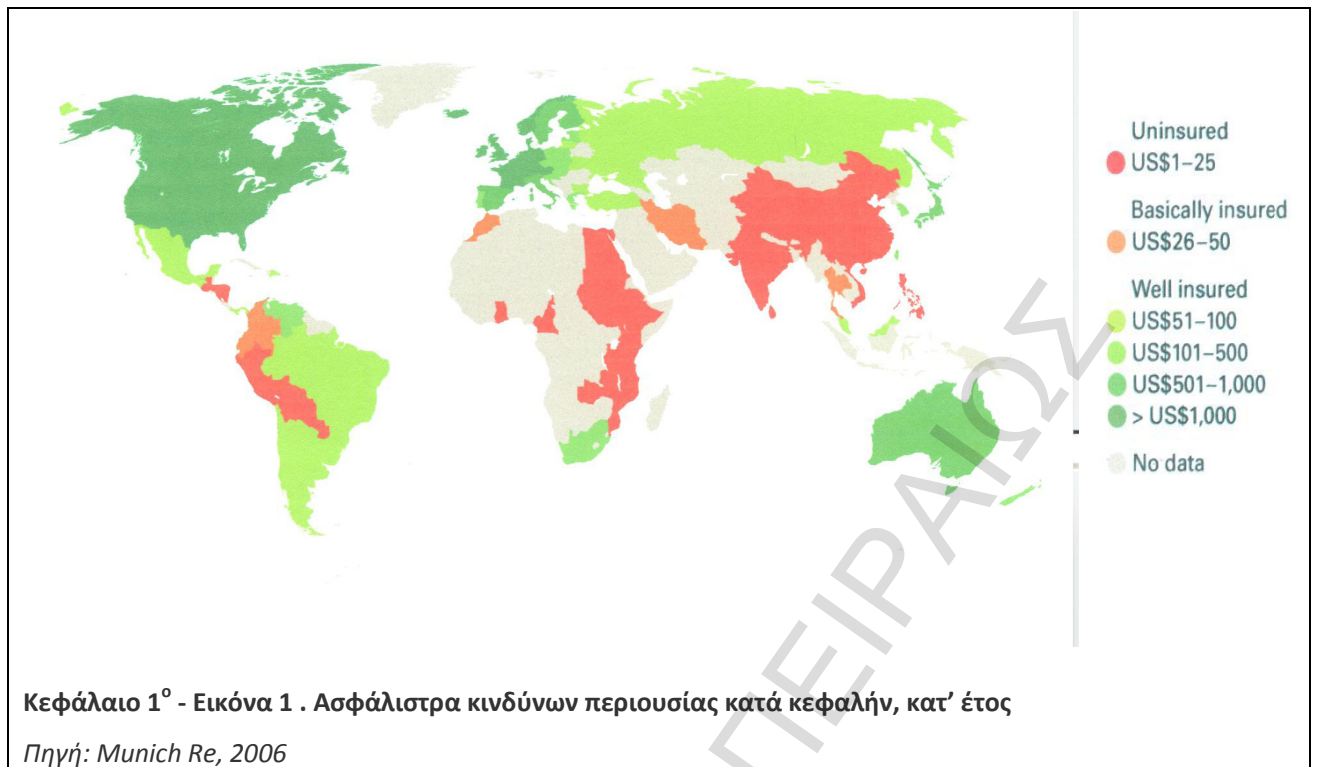 Uninsured
US$1–25
Basically insured
US$26–50
Well insured
US$51–100
US$101–500
US$501–1,000
> US$1,000
No data
ΠΕΙΡΑΙΩΣ
Κεφάλαιο 1ο - Εικόνα 1 . Ασφάλιστρα κινδύνων περιουσίας κατά κεφαλήν, κατ’ έτος
Πηγή: Munich Re, 2006